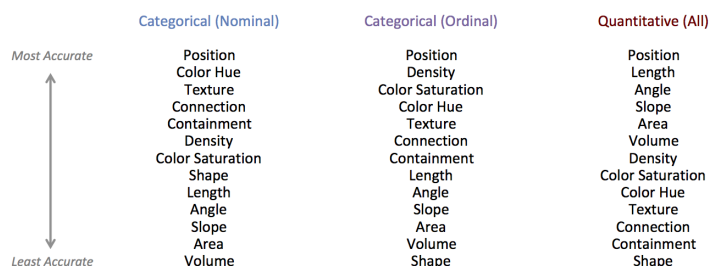 Categorical (Nominal) Categorical (Ordinal) Quantitative (All)
Most Accurate Position Position Position
Color Hue Density Length
Texture Color Saturation Angle
Connection Color Hue Slope
Containment Texture Area
Density Connection Volume
Color Saturation Containment Density
Shape Length Color Saturation
Length Angle Color Hue
Angle Slope Texture
Slope Area Connection
Area Volume Containment
Least Accurate Volume Shape Shape